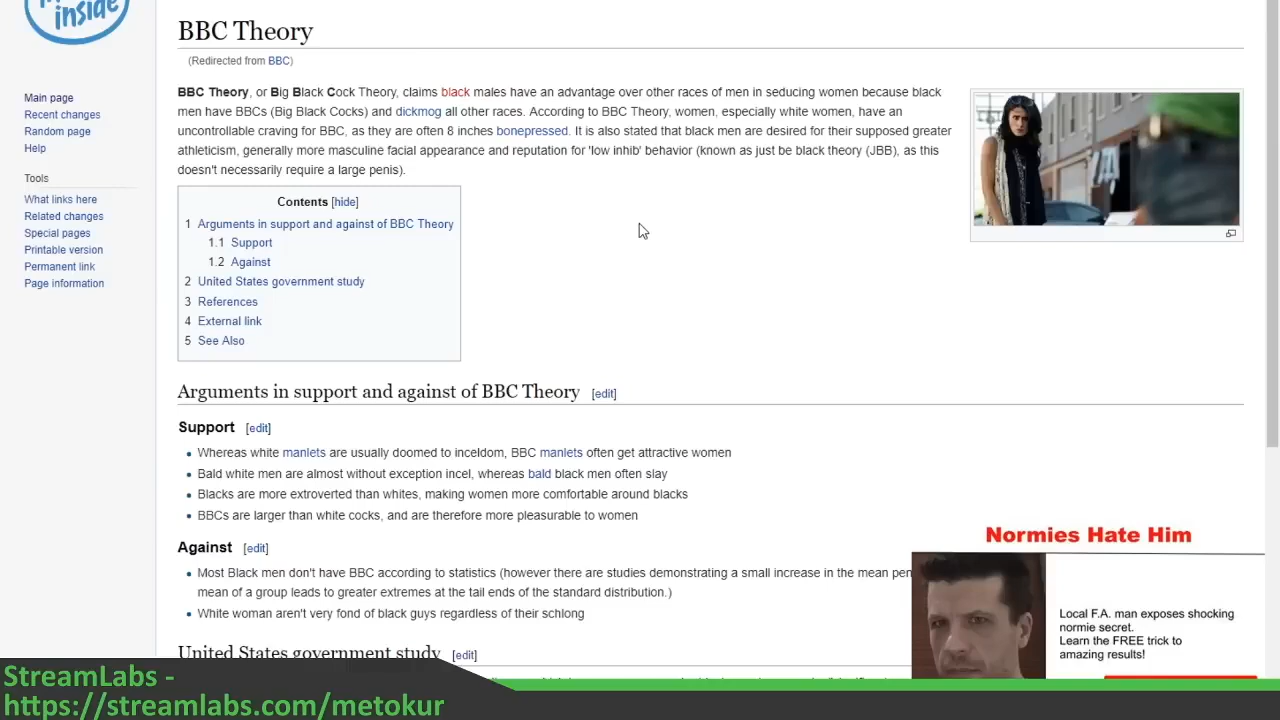 inside
BBC Theory
(Redirected from BBC)
BBC Theory, or Big Black Cock Theory, claims black males have an advantage over other races of men in seducing women because black
men have BBCs (Big Black Cocks) and dickmog all other races. According to BBC Theory, women, especially white women, have an
uncontrollable craving for BBC, as they are often 8 inches bonepressed. It is also stated that black men are desired for their supposed greater
athleticism, generally more masculine facial appearance and reputation for 'low inhib' behavior (known as just be black theory (JBB), as this
doesn't necessarily require a large penis).
Main page
Recent changes
Random page
Help
Tools
What links here
Related changes
Special pages
Printable version
Permanent link
Page information
Contents [hide]
1 Arguments in support and against of BBC Theory
1.1 Support
1.2 Against
2 United States government study
3 References
4 External link
5 See Also
Arguments in support and against of BBC Theory [edit]
Support [edit]
Whereas white manlets are usually doomed to inceldom, BBC manlets often get attractive women
Bald white men are almost without exception incel, whereas bald black men often slay
Blacks are more extroverted than whites, making women more comfortable around blacks
BBCs are larger than white cocks, and are therefore more pleasurable to women
Against [edit]
Most Black men don't have BBC according to statistics (however there are studies demonstrating a small increase in the mean pen
mean of a group leads to greater extremes at the tail ends of the standard distribution.)
White woman aren't very fond of black guys regardless of their schlong
United States government study [edit]
Normies Hate Him
Local F.A. man exposes shocking
normie secret.
Learn the FREE trick to
amazing results!
StreamLabs -
https://streamlabs.com/metokur